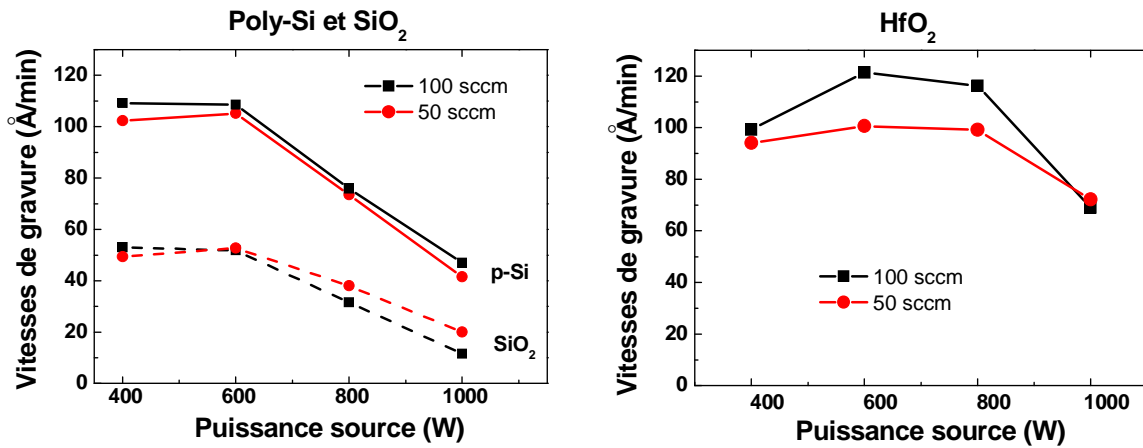 Poly-Si et SiO₂
Vitesses de gravure (Å/min)
120
100
80
60
40
20
0
100 sccm
50 sccm
p-Si
SiO₂
400 600 800 1000
Puissance source (W)
HfO₂
Vitesses de gravure (Å/min)
120
100
80
60
40
20
0
100 sccm
50 sccm
400 600 800 1000
Puissance source (W)